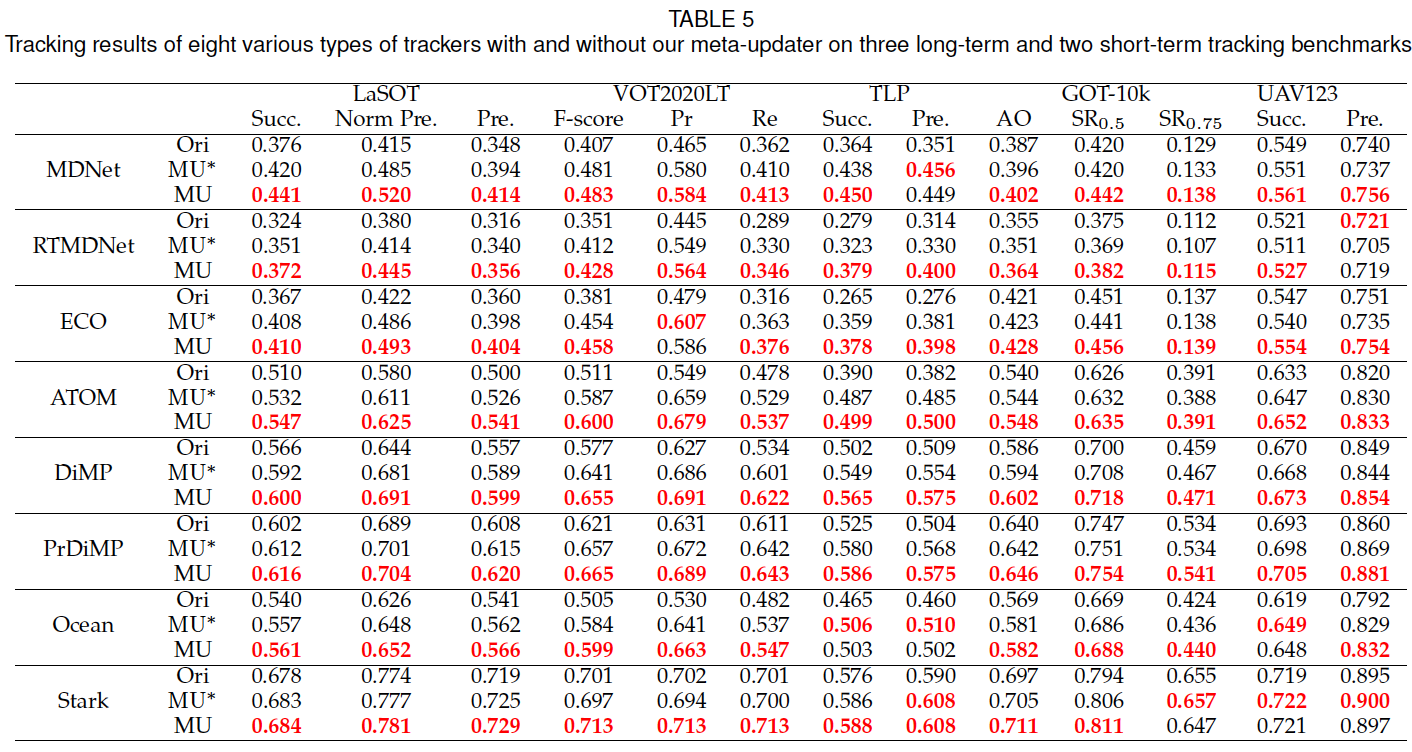 TABLE 5
Tracking results of eight various types of trackers with and without our meta-updater on three long-term and two short-term tracking benchmarks
LaSOT VOT2020LT TLP GOT-10k UAV123
Succ. Norm Pre. Pre. F-score Pr Re Succ. Pre. AO SR0.5 SR0.75 Succ. Pre.
Ori 0.376 0.415 0.348 0.407 0.465 0.362 0.364 0.351 0.387 0.420 0.129 0.549 0.740
MDNet MU* 0.420 0.485 0.394 0.481 0.580 0.410 0.438 0.456 0.396 0.420 0.133 0.551 0.737
MU 0.441 0.520 0.414 0.483 0.584 0.413 0.450 0.449 0.402 0.442 0.138 0.561 0.756
Ori 0.324 0.380 0.316 0.351 0.445 0.289 0.279 0.314 0.355 0.375 0.112 0.521 0.721
RTMDNet MU* 0.351 0.414 0.340 0.412 0.549 0.330 0.323 0.330 0.351 0.369 0.107 0.511 0.705
MU 0.372 0.445 0.356 0.428 0.564 0.346 0.379 0.400 0.364 0.382 0.115 0.527 0.719
Ori 0.367 0.422 0.360 0.381 0.479 0.316 0.265 0.276 0.421 0.451 0.137 0.547 0.751
ECO MU* 0.408 0.486 0.398 0.454 0.607 0.363 0.359 0.381 0.423 0.441 0.138 0.540 0.735
MU 0.410 0.493 0.404 0.458 0.586 0.376 0.378 0.398 0.428 0.456 0.139 0.554 0.754
Ori 0.510 0.580 0.500 0.511 0.549 0.478 0.390 0.382 0.540 0.626 0.391 0.633 0.820
ATOM MU* 0.532 0.611 0.526 0.587 0.659 0.529 0.487 0.485 0.544 0.632 0.388 0.647 0.830
MU 0.547 0.625 0.541 0.600 0.679 0.537 0.499 0.500 0.548 0.635 0.391 0.652 0.833
Ori 0.566 0.644 0.557 0.577 0.627 0.534 0.502 0.509 0.586 0.700 0.459 0.670 0.849
DiMP MU* 0.592 0.681 0.589 0.641 0.686 0.601 0.549 0.554 0.594 0.708 0.467 0.668 0.844
MU 0.600 0.691 0.599 0.655 0.691 0.622 0.565 0.575 0.602 0.718 0.471 0.673 0.854
Ori 0.602 0.689 0.608 0.621 0.631 0.611 0.525 0.504 0.640 0.747 0.534 0.693 0.860
PrDiMP MU* 0.612 0.701 0.615 0.657 0.672 0.642 0.580 0.568 0.642 0.751 0.534 0.698 0.869
MU 0.616 0.704 0.620 0.665 0.689 0.643 0.586 0.575 0.646 0.754 0.541 0.705 0.881
Ori 0.540 0.626 0.541 0.505 0.530 0.482 0.465 0.460 0.569 0.669 0.424 0.619 0.792
Ocean MU* 0.557 0.648 0.562 0.584 0.641 0.537 0.506 0.510 0.581 0.686 0.436 0.649 0.829
MU 0.561 0.652 0.566 0.599 0.663 0.547 0.503 0.502 0.582 0.688 0.440 0.648 0.832
Ori 0.678 0.774 0.719 0.701 0.702 0.701 0.576 0.590 0.697 0.794 0.655 0.719 0.895
Stark MU* 0.683 0.777 0.725 0.697 0.694 0.700 0.586 0.608 0.705 0.806 0.657 0.722 0.900
MU 0.684 0.781 0.729 0.713 0.713 0.713 0.588 0.608 0.711 0.811 0.647 0.721 0.897